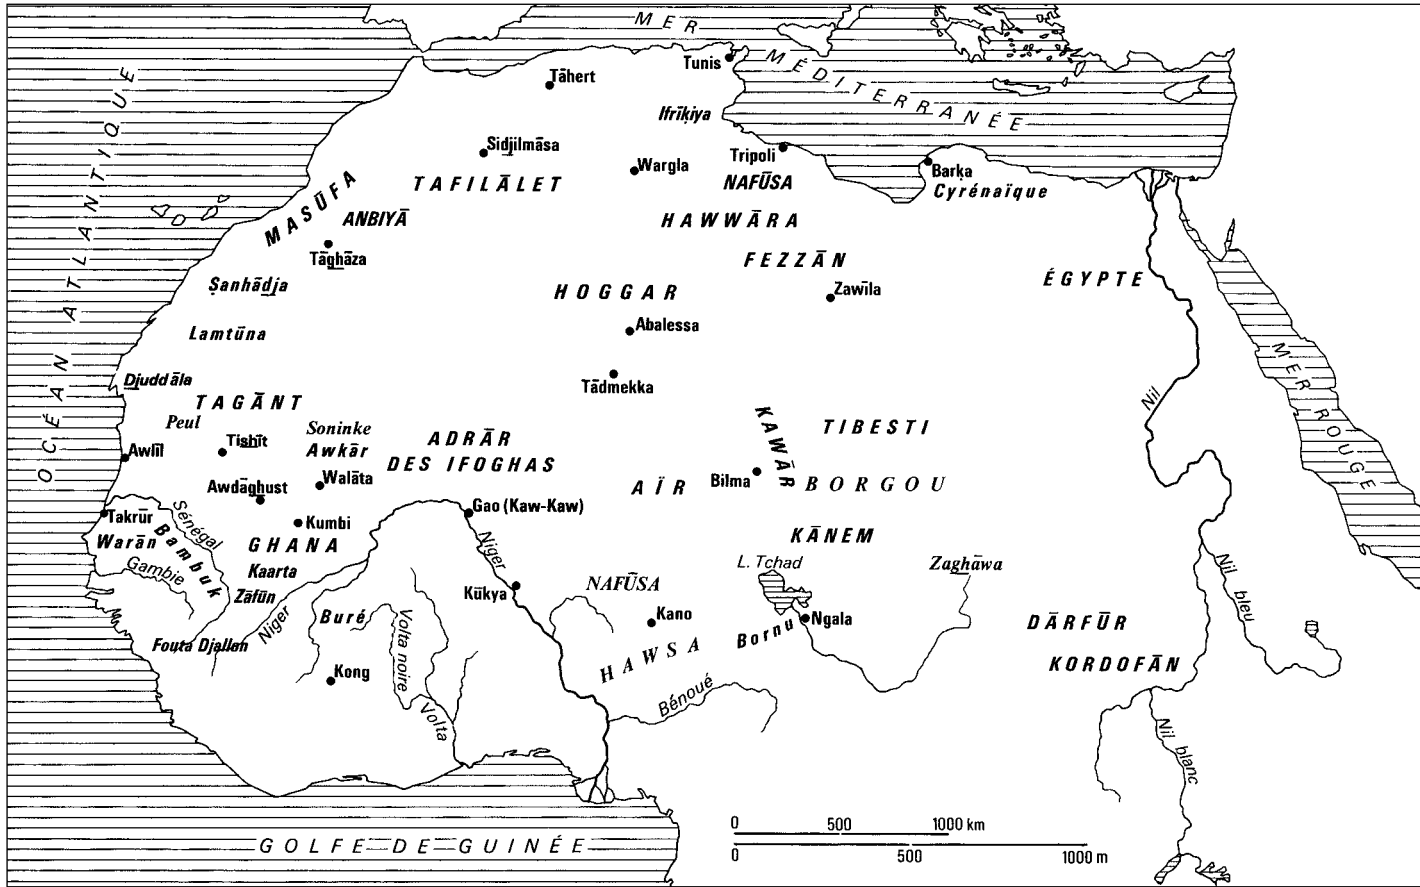 MER
MÉDITERRANÉE
OCÉAN ATLANTIQUE
Tunis
Tāhert
Ifrīḳiya
Sidjilmāsa
Wargla
Tripoli
Barḳa
TAFILĀLET
NAFŪSA
Cyrénaïque
MASŪFA
ANBIYĀ
HAWWĀRA
Tāghāza
FEZZĀN
ÉGYPTE
Ṣanhādja
HOGGAR
Zawīla
Lamtūna
Abalessa
MER ROUGE
Djuddāla
Tādmekka
Nil
TAGĀNT
Peul
Soninke
KAWĀR
TIBESTI
Tishīt
Awkār
ADRĀR
DES IFOGHAS
Awlīl
Walāta
Bilma
BORGOU
Awdāghust
AÏR
Gao (Kaw-Kaw)
Takrūr
Sénégal
Kumbi
Warān
Bambuk
GHANA
KĀNEM
Niger
L. Tchad
Zaghāwa
Gambie
Kaarta
NAFŪSA
Nil bleu
Zāfūn
Kūkya
Niger
Buré
Volta noire
Kano
Bornu
Ngala
DĀRFŪR
Fouta Djallon
HAWSA
KORDOFĀN
Kong
Bénoué
Volta
Nil blanc
GOLFE DE GUINÉE
0 500 1000 km
0 500 1000 m